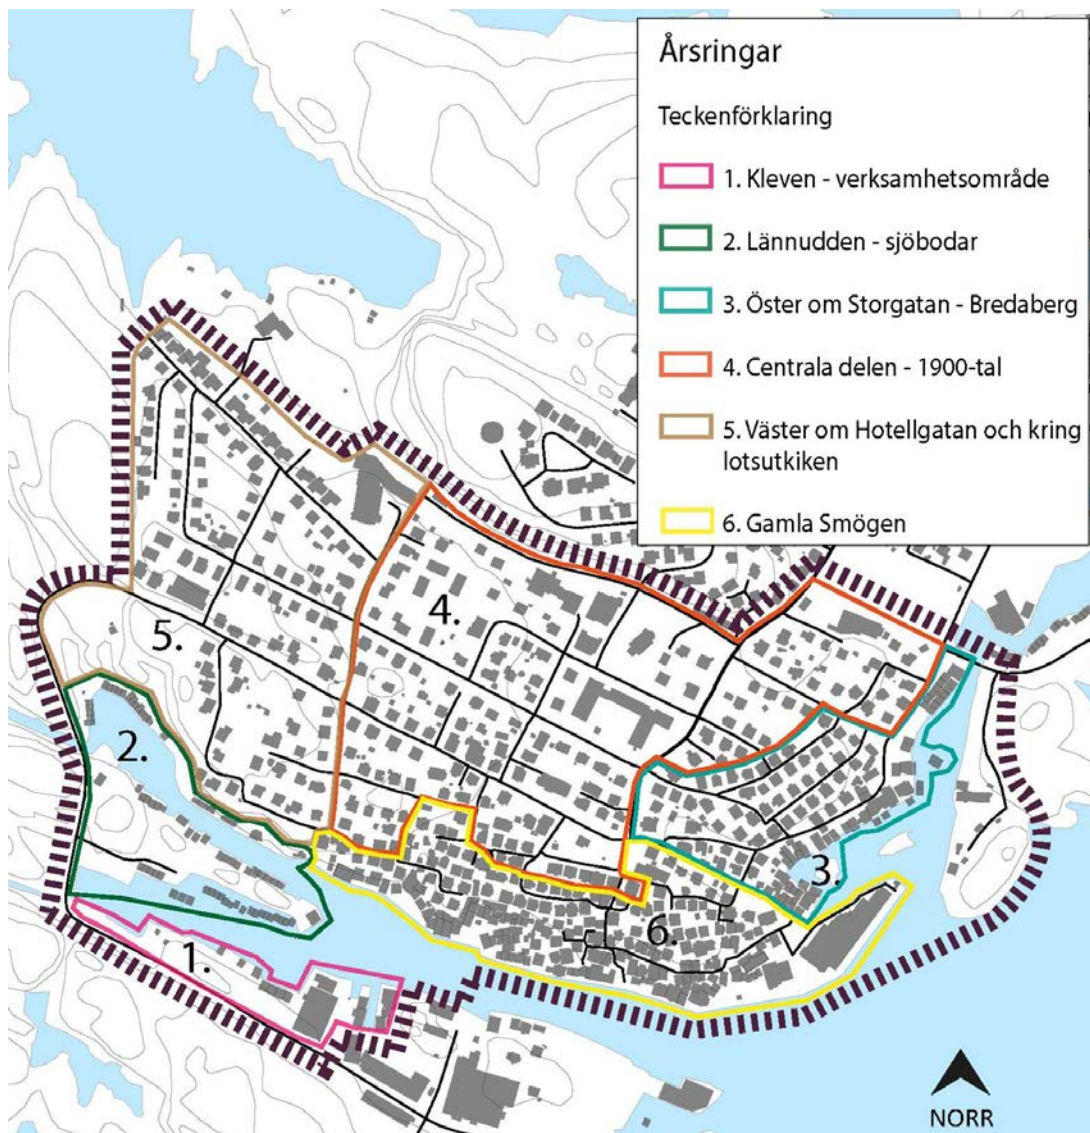 Årsringar
Teckenförklaring
1. Kleven - verksamhetsområde
2. Lännudden - sjöbodar
3. Öster om Storgatan - Bredaberg
4. Centrala delen - 1900-tal
5. Väster om Hotellgatan och kring
lotsutkiken
6. Gamla Smögen
4.
5.
2.
3.
6.
1.
NORR